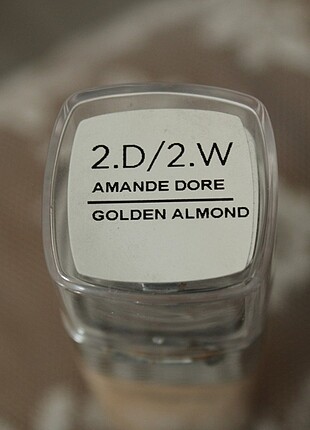 2.D/2.W
AMANDE DORE
GOLDEN ALMOND